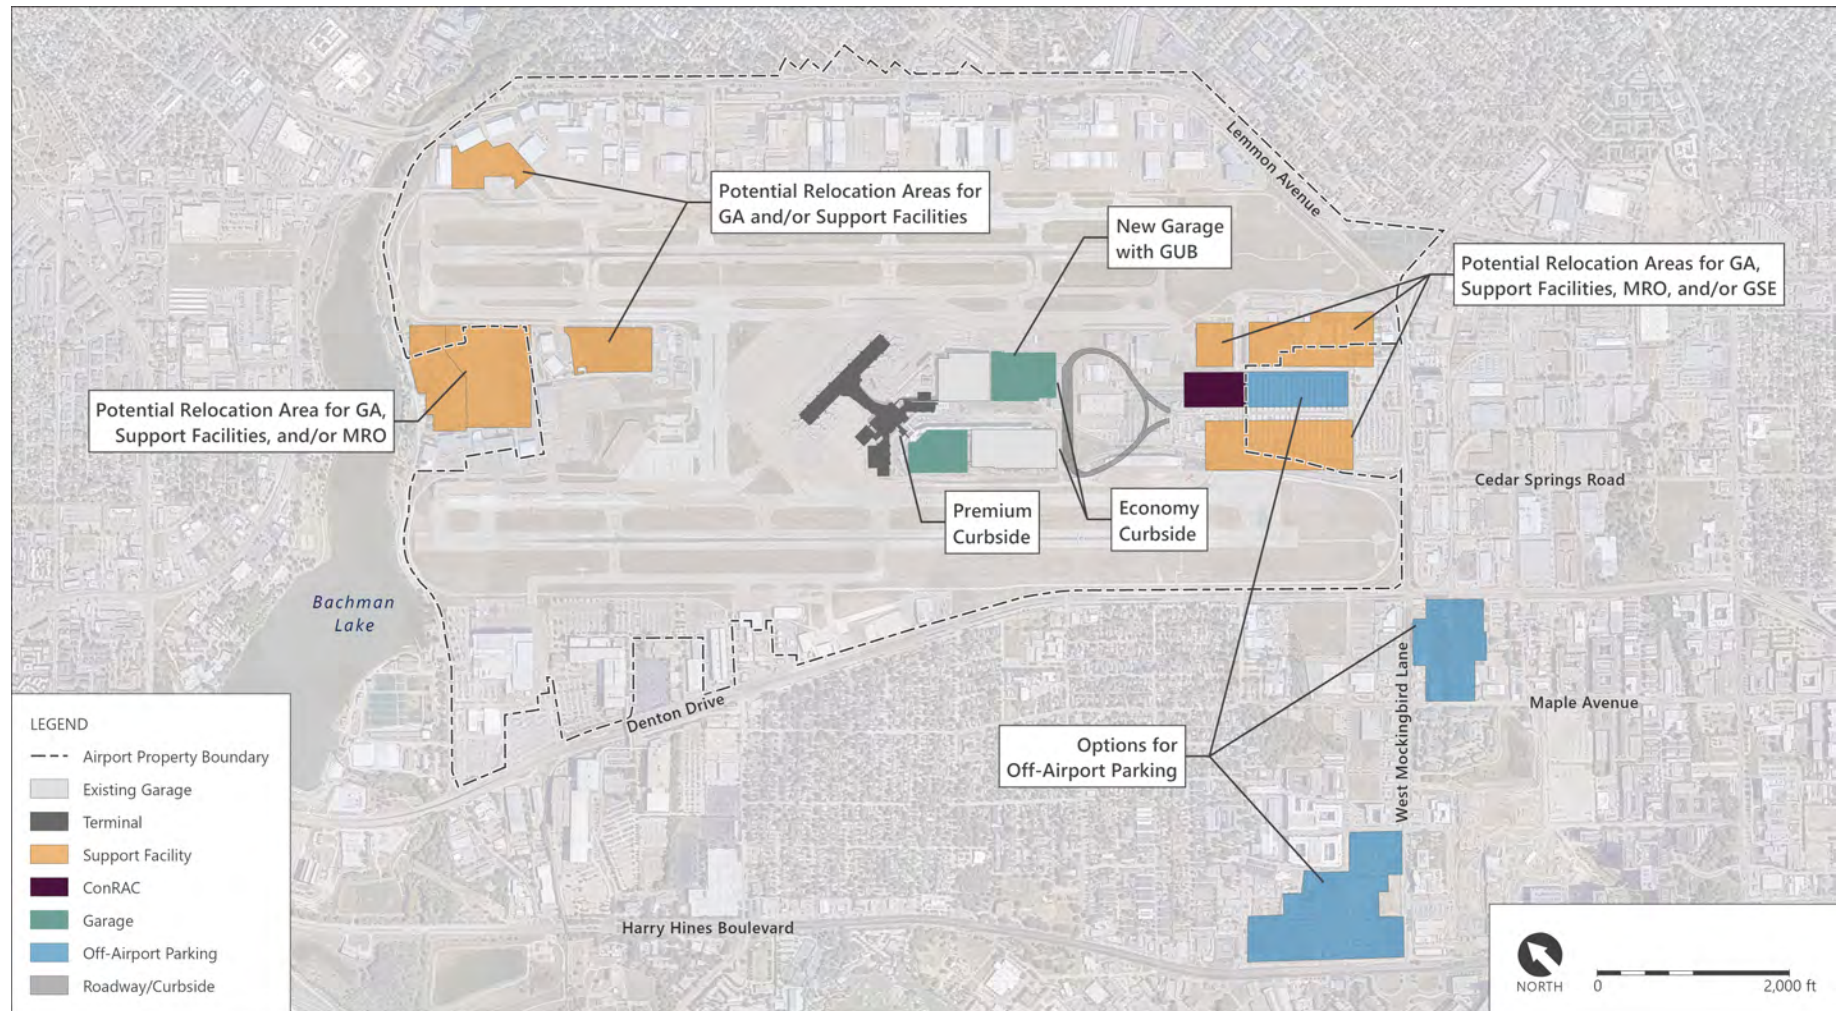 Lemmon Avenue
Potential Relocation Areas for
GA and/or Support Facilities
New Garage
with GUB
Potential Relocation Areas for GA,
Support Facilities, MRO, and/or GSE
Potential Relocation Area for GA,
Support Facilities, and/or MRO
Cedar Springs Road
Premium
Curbside
Economy
Curbside
Bachman
Lake
Denton Drive
West Mockingbird Lane
Maple Avenue
Options for
Off-Airport Parking
Harry Hines Boulevard
LEGEND
Airport Property Boundary
Existing Garage
Terminal
Support Facility
ConRAC
Garage
Off-Airport Parking
Roadway/Curbside
NORTH
0 2,000 ft